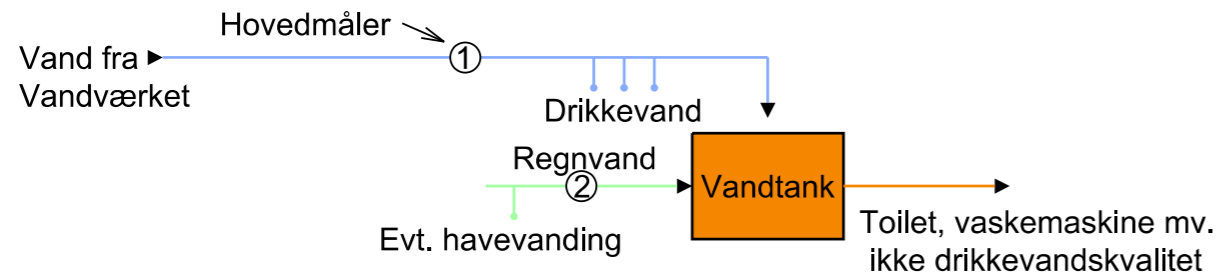 Hovedmåler
Vand fra
Vandværket
1
Drikkevand
Regnvand
2
Vandtank
Evt. havevanding
Toilet, vaskemaskine mv.
ikke drikkevandskvalitet